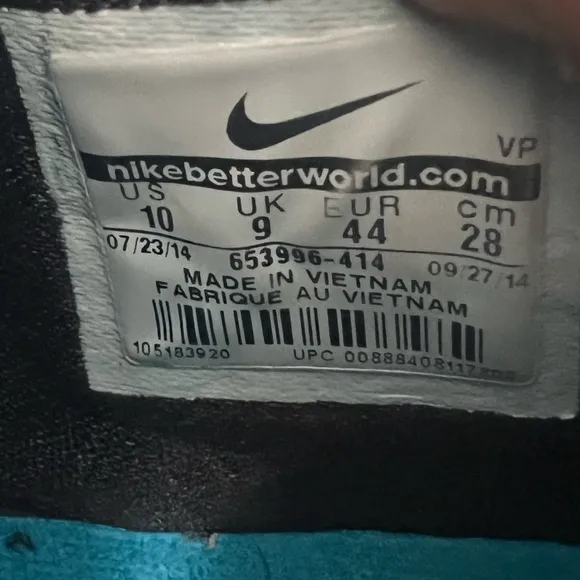 VP
nikebetterworld.com
US UK EUR cm
10 9 44 28
07/23/14 653996-414 09/27/14
MADE IN VIETNAM
FABRIQUE AU VIETNAM
105183920 UPC